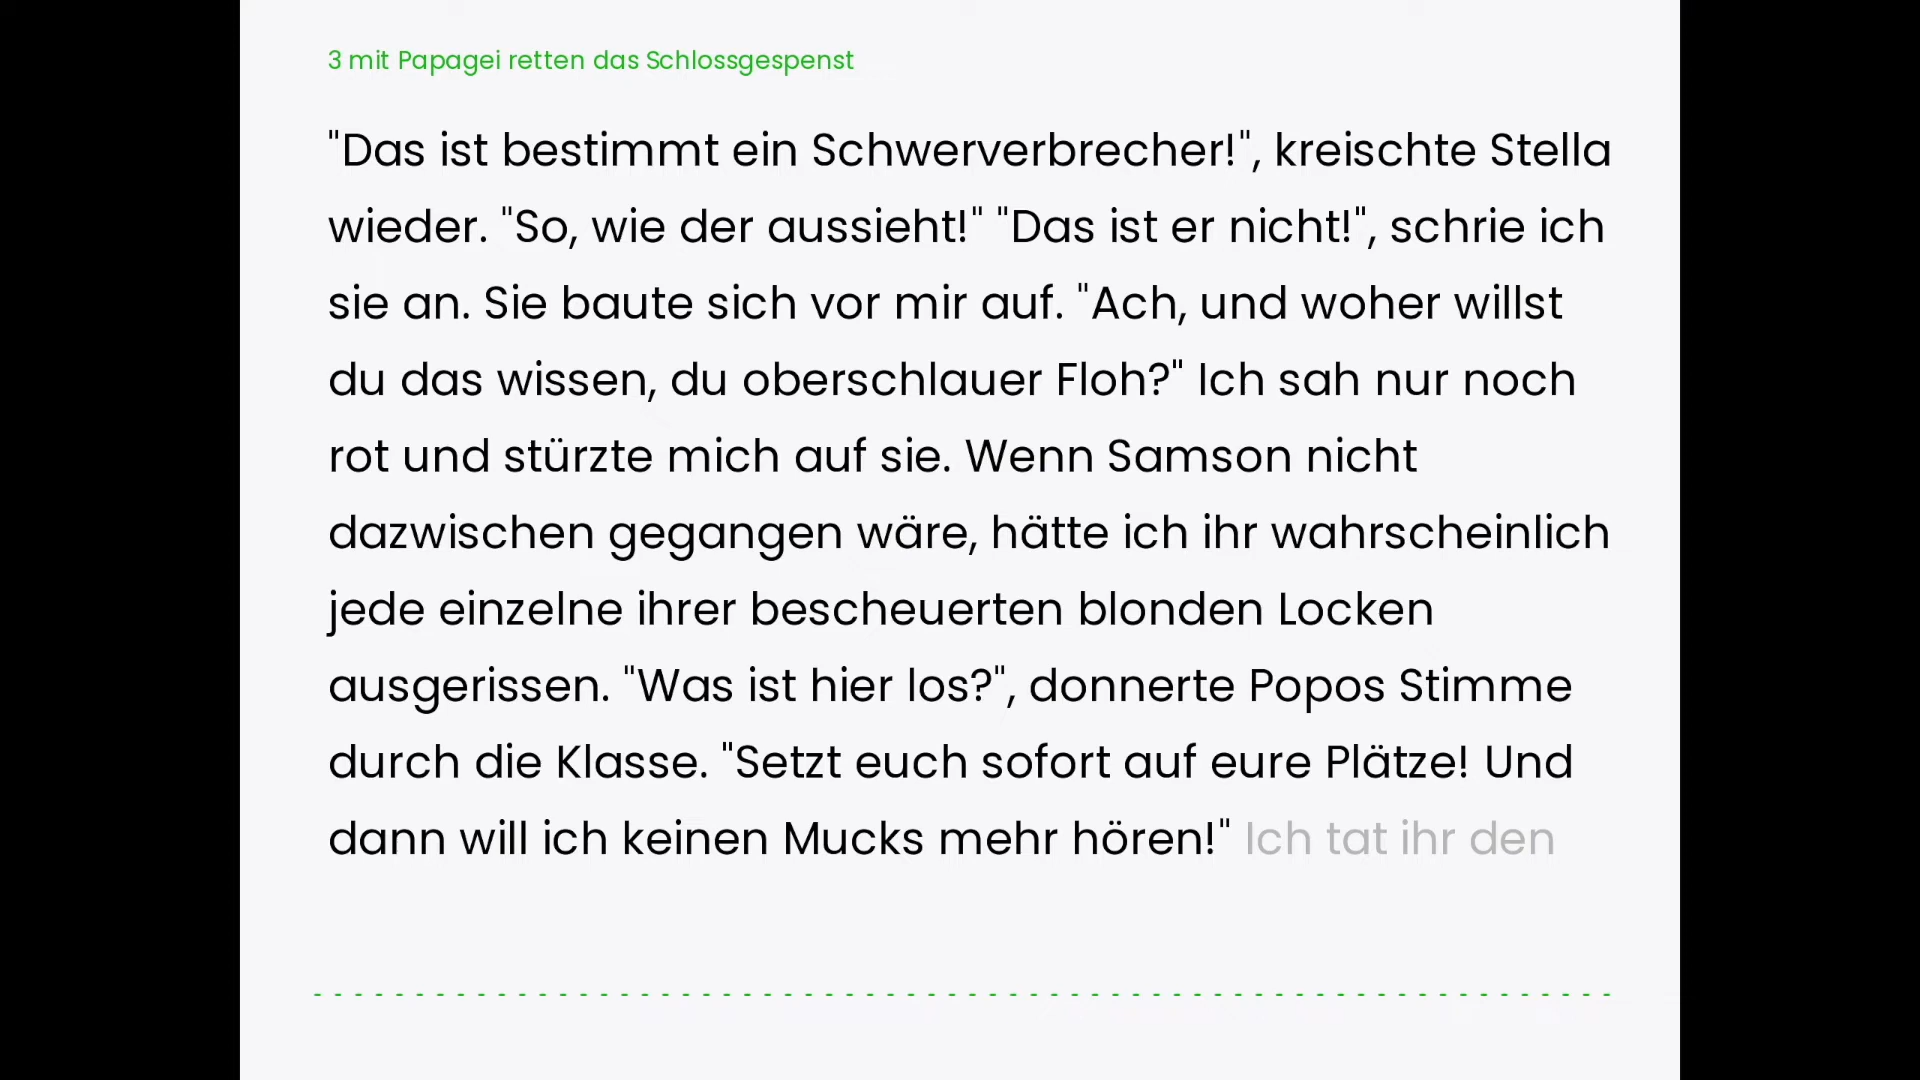 3 mit Papagei retten das Schlossgespenst
"Das ist bestimmt ein Schwerverbrecher!", kreischte Stella
wieder. "So, wie der aussieht!" "Das ist er nicht!", schrie ich
sie an. Sie baute sich vor mir auf. "Ach, und woher willst
du das wissen, du oberschlauer Floh?" Ich sah nur noch
rot und stürzte mich auf sie. Wenn Samson nicht
dazwischen gegangen wäre, hätte ich ihr wahrscheinlich
jede einzelne ihrer bescheuerten blonden Locken
ausgerissen. "Was ist hier los?", donnerte Popos Stimme
durch die Klasse. "Setzt euch sofort auf eure Plätze! Und
dann will ich keinen Mucks mehr hören!" Ich tat ihr den